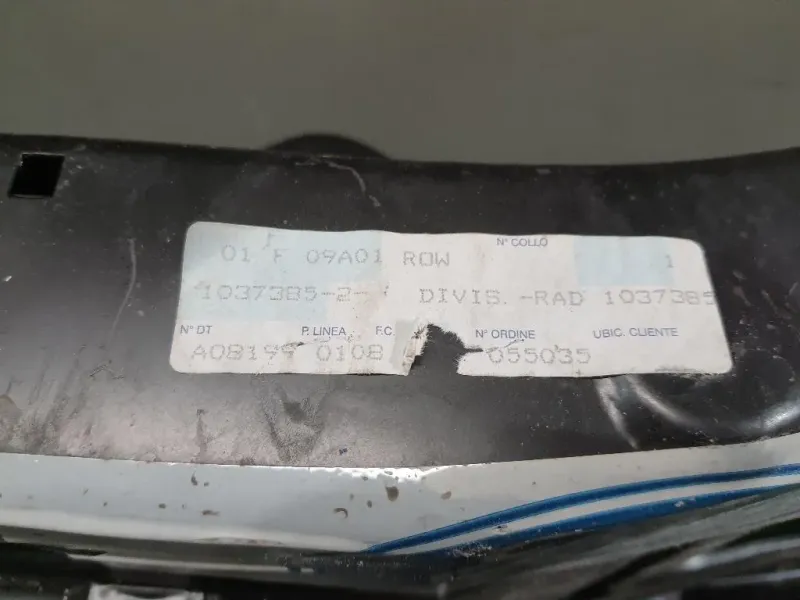 N° COLLO
01 F 09A01 ROW 1
1037385-2- DIVIS.-RAD 1037385
N° DT P. LINEA F.C N° ORDINE UBIC. CLIENTE
A08199 0108 055035